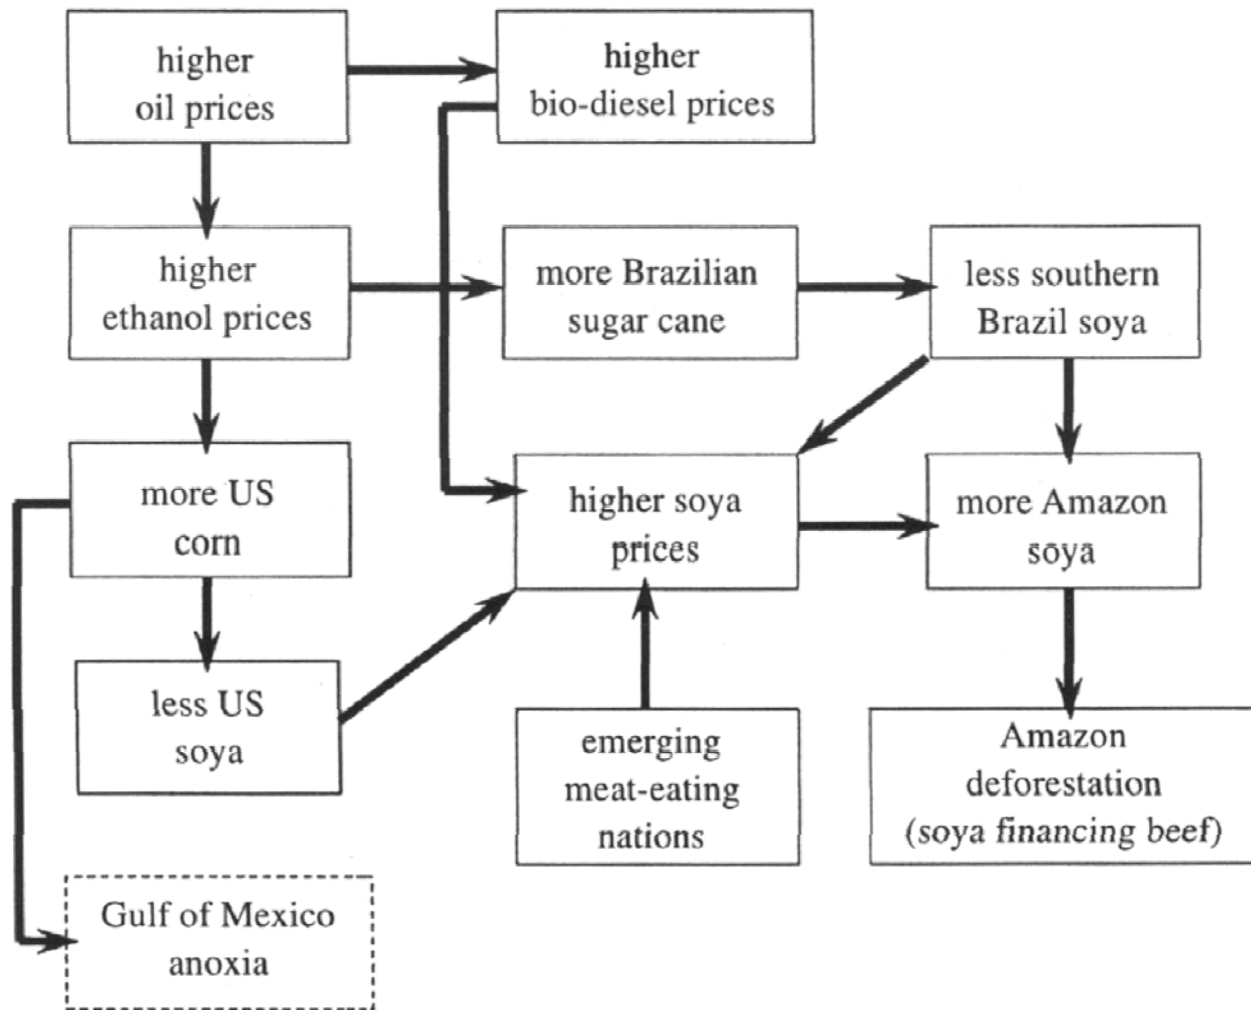 higher
oil prices
higher
bio-diesel prices
higher
ethanol prices
more Brazilian
sugar cane
less southern
Brazil soya
more US
corn
higher soya
prices
more Amazon
soya
less US
soya
emerging
meat-eating
nations
Amazon
deforestation
(soya financing beef)
Gulf of Mexico
anoxia